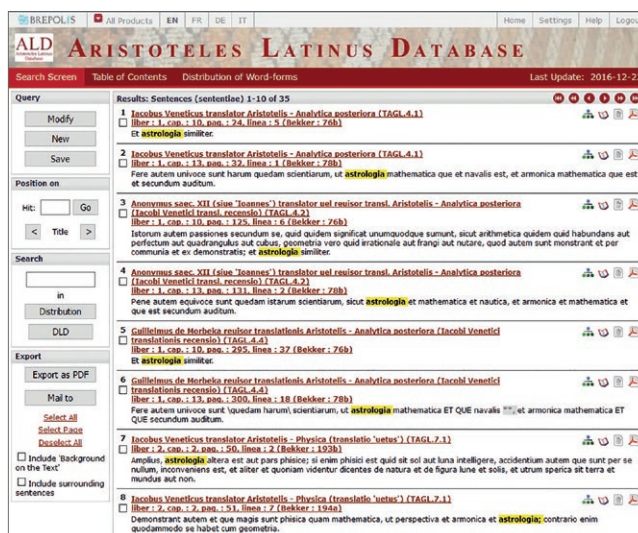 BREPOLIS All Products EN FR DE IT Home Settings Help Logou
ALD
ARISTOTELES LATINUS DATABASE
Search Screen Table of Contents Distribution of Word-forms Last Update: 2016-12-2
Query
Modify
New
Save
Position on
Hit: Go
< Title >
Search
in
Distribution
DLD
Export
Export as PDF
Mail to
Select All
Select Page
Deselect All
Include 'Background
on the Text'
Include surrounding
sentences
Results: Sentences (sententiae) 1-10 of 35
1 Iacobus Veneticus translator Aristotelis - Analytica posteriora (TAGL.4.1)
liber : 1, cap. : 10, pag. : 24, linea : 5 (Bekker : 76b)
Et astrologia similiter.
2 Iacobus Veneticus translator Aristotelis - Analytica posteriora (TAGL.4.1)
liber : 1, cap. : 13, pag. : 32, linea : 1 (Bekker : 78b)
Fere autem univoce sunt harum quedam scientiarum, ut astrologia mathematica que et navalis est, et armonica mathematica que est
et secundum auditum.
3 Anonymus saec. XII (siue 'Ioannes') translator uel reuisor transl. Aristotelis - Analytica posteriora
(Iacobi Venetici transl. recensio) (TAGL.4.2)
liber : 1, cap. : 10, pag. : 125, linea : 6 (Bekker : 76b)
Istorum autem passiones secundum se, quid quidem significat unumquodque sumunt, sicut arithmetica quidem quid habundans aut
perfectum aut quadrangulus aut cubus, geometria vero quid irrationale aut frangi aut nutare, quod autem sunt monstrant et per
communia et ex demonstratis; et astrologia similiter.
4 Anonymus saec. XII (siue 'Ioannes') translator uel reuisor transl. Aristotelis - Analytica posteriora
(Iacobi Venetici transl. recensio) (TAGL.4.2)
liber : 1, cap. : 13, pag. : 131, linea : 2 (Bekker : 78b)
Pene autem equivoce sunt quedam istarum scientiarum, sicut astrologia et mathematica et nautica, et armonica et mathematica et
que est secundum auditum.
5 Guillelmus de Morbeka reuisor translationis Aristotelis - Analytica posteriora (Iacobi Venetici
translationis recensio) (TAGL.4.4)
liber : 1, cap. : 10, pag. : 295, linea : 37 (Bekker : 76b)
Et astrologia similiter.
6 Guillelmus de Morbeka reuisor translationis Aristotelis - Analytica posteriora (Iacobi Venetici
translationis recensio) (TAGL.4.4)
liber : 1, cap. : 13, pag. : 300, linea : 18 (Bekker : 78b)
Fere autem univoce sunt \quedam harum\ scientiarum, ut astrologia mathematica ET QUE navalis "", et armonica mathematica ET
QUE secundum auditum.
7 Iacobus Veneticus translator Aristotelis - Physica (translatio 'uetus') (TAGL.7.1)
liber : 2, cap. : 2, pag. : 50, linea : 2 (Bekker : 193b)
Amplius, astrologia altera est aut pars phisice; si enim phisici est quid sit sol aut luna intelligere, accidentium autem que sunt per se
nullum, inconveniens est, et aliter et quoniam videntur dicentes de natura et de figura lune et solis, et utrum sperica sit terra et
mundus aut non.
8 Iacobus Veneticus translator Aristotelis - Physica (translatio 'uetus') (TAGL.7.1)
liber : 2, cap. : 2, pag. : 51, linea : 7 (Bekker : 194a)
Demonstrant autem et que magis sunt phisica quam mathematica, ut perspectiva et armonica et astrologia; contrario enim
quodammodo se habet cum geometria.